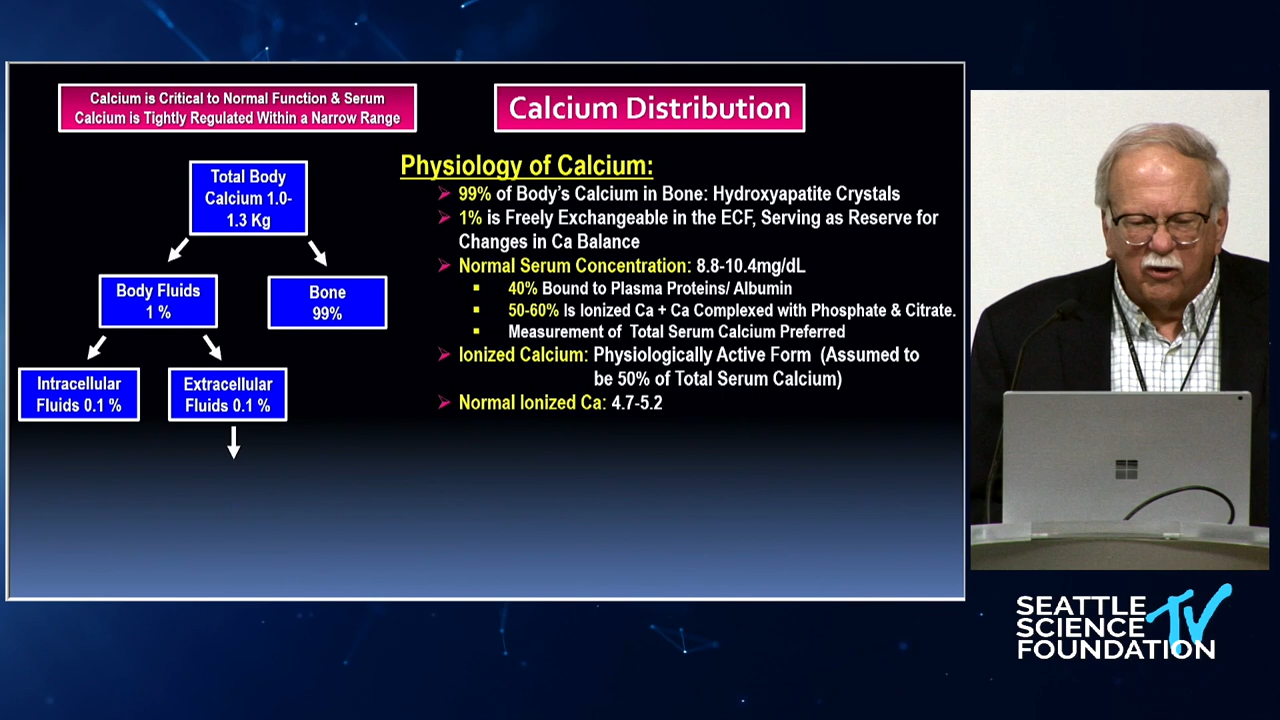 Calcium is Critical to Normal Function & Serum
Calcium is Tightly Regulated Within a Narrow Range
Calcium Distribution
Total Body
Calcium 1.0-
1.3 Kg
Body Fluids
1 %
Bone
99%
Intracellular
Fluids 0.1 %
Extracellular
Fluids 0.1 %
Physiology of Calcium:
99% of Body's Calcium in Bone: Hydroxyapatite Crystals
1% is Freely Exchangeable in the ECF, Serving as Reserve for
Changes in Ca Balance
Normal Serum Concentration: 8.8-10.4mg/dL
40% Bound to Plasma Proteins/ Albumin
50-60% Is Ionized Ca + Ca Complexed with Phosphate & Citrate.
Measurement of Total Serum Calcium Preferred
Ionized Calcium: Physiologically Active Form (Assumed to
be 50% of Total Serum Calcium)
Normal Ionized Ca: 4.7-5.2
SEATTLE
SCIENCE
FOUNDATION
TV